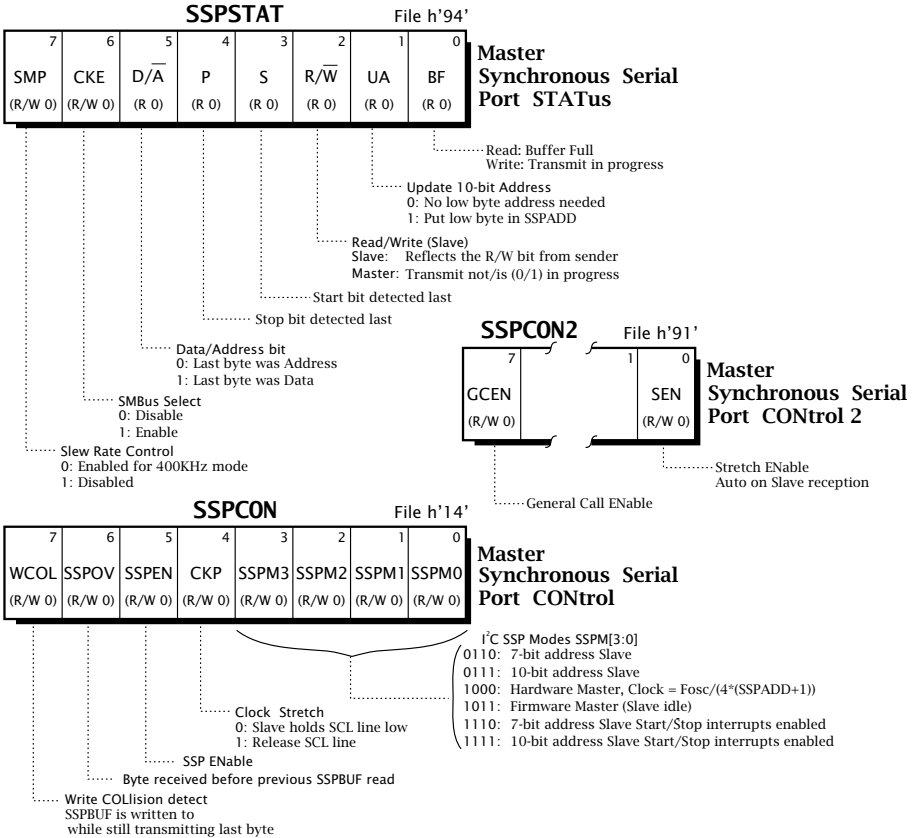 SSPSTAT File h'94'
7 6 5 4 3 2 1 0
SMP CKE D/A̅ P S R/W̅ UA BF
(R/W 0) (R/W 0) (R 0) (R 0) (R 0) (R 0) (R 0) (R 0)
Master
Synchronous Serial
Port STATus
Read: Buffer Full
Write: Transmit in progress
Update 10-bit Address
0: No low byte address needed
1: Put low byte in SSPADD
Read/Write (Slave)
Slave: Reflects the R/W bit from sender
Master: Transmit not/is (0/1) in progress
Start bit detected last
Stop bit detected last
Data/Address bit
0: Last byte was Address
1: Last byte was Data
SMBus Select
0: Disable
1: Enable
Slew Rate Control
0: Enabled for 400KHz mode
1: Disabled
SSPCON2 File h'91'
7 1 0
GCEN SEN
(R/W 0) (R/W 0)
Master
Synchronous Serial
Port CONtrol 2
Stretch ENable
Auto on Slave reception
General Call ENable
SSPCON File h'14'
7 6 5 4 3 2 1 0
WCOL SSPOV SSPEN CKP SSPM3 SSPM2 SSPM1 SSPM0
(R/W 0) (R/W 0) (R/W 0) (R/W 0) (R/W 0) (R/W 0) (R/W 0) (R/W 0)
Master
Synchronous Serial
Port CONtrol
I²C SSP Modes SSPM[3:0]
0110: 7-bit address Slave
0111: 10-bit address Slave
1000: Hardware Master, Clock = Fosc/(4*(SSPADD+1))
1011: Firmware Master (Slave idle)
1110: 7-bit address Slave Start/Stop interrupts enabled
1111: 10-bit address Slave Start/Stop interrupts enabled
Clock Stretch
0: Slave holds SCL line low
1: Release SCL line
SSP ENable
Byte received before previous SSPBUF read
Write COLlision detect
SSPBUF is written to
while still transmitting last byte